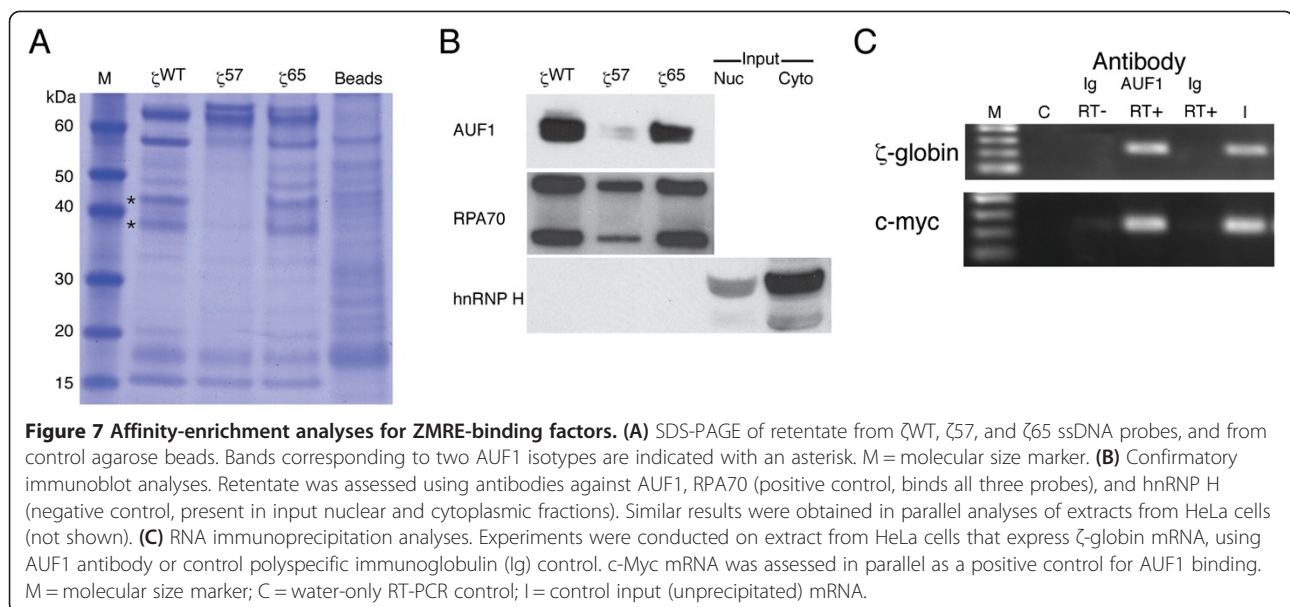 A
M ζWT ζ57 ζ65 Beads
kDa
60
50
40
*
*
30
20
15
B
Input
ζWT ζ57 ζ65 Nuc Cyto
AUF1
RPA70
hnRNP H
C
Antibody
Ig AUF1 Ig
M C RT- RT+ RT+ I
ζ-globin
c-myc
Figure 7 Affinity-enrichment analyses for ZMRE-binding factors. (A) SDS-PAGE of retentate from ζWT, ζ57, and ζ65 ssDNA probes, and from
control agarose beads. Bands corresponding to two AUF1 isotypes are indicated with an asterisk. M = molecular size marker. (B) Confirmatory
immunoblot analyses. Retentate was assessed using antibodies against AUF1, RPA70 (positive control, binds all three probes), and hnRNP H
(negative control, present in input nuclear and cytoplasmic fractions). Similar results were obtained in parallel analyses of extracts from HeLa cells
(not shown). (C) RNA immunoprecipitation analyses. Experiments were conducted on extract from HeLa cells that express ζ-globin mRNA, using
AUF1 antibody or control polyspecific immunoglobulin (Ig) control. c-Myc mRNA was assessed in parallel as a positive control for AUF1 binding.
M = molecular size marker; C = water-only RT-PCR control; I = control input (unprecipitated) mRNA.